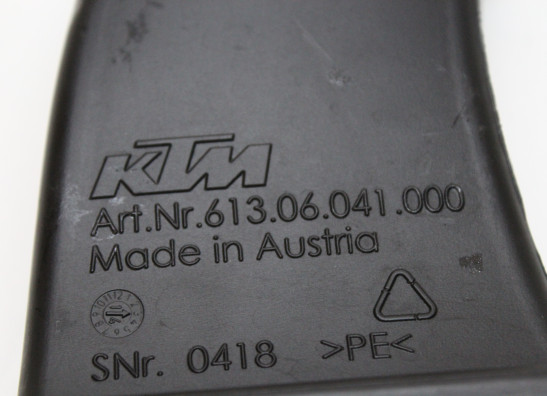 KTM
Art.Nr.613.06.041.000
Made in Austria
SNr. 0418 >PE<